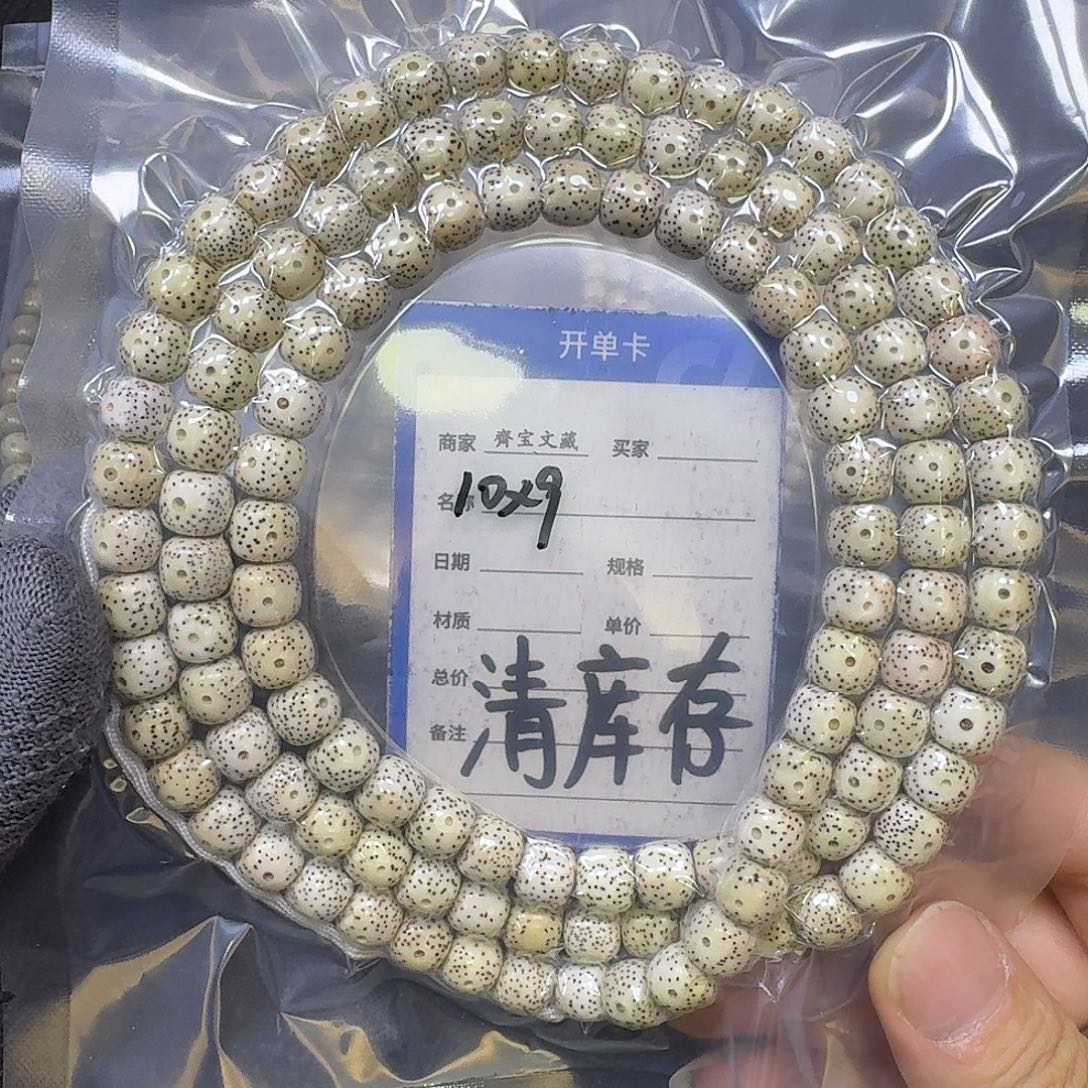 开单卡
商家 齊宝文藏 买家
名称 10x9
日期 规格
材质 单价
总价
备注 清库存